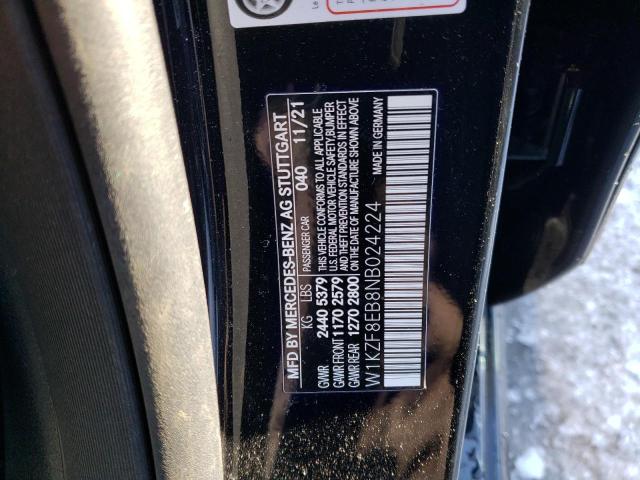 MFD BY MERCEDES-BENZ AG STUTTGART
KG LBS PASSENGER CAR 040 11/21
GAWR 2440 5379 THIS VEHICLE CONFORMS TO ALL APPLICABLE
GAWR FRONT 1170 2579 U.S. FEDERAL MOTOR VEHICLE SAFETY, BUMPER
GAWR REAR 1270 2800 AND THEFT PREVENTION STANDARDS IN EFFECT
ON THE DATE OF MANUFACTURE SHOWN ABOVE
MADE IN GERMANY
W1KZF8EB8NB024224